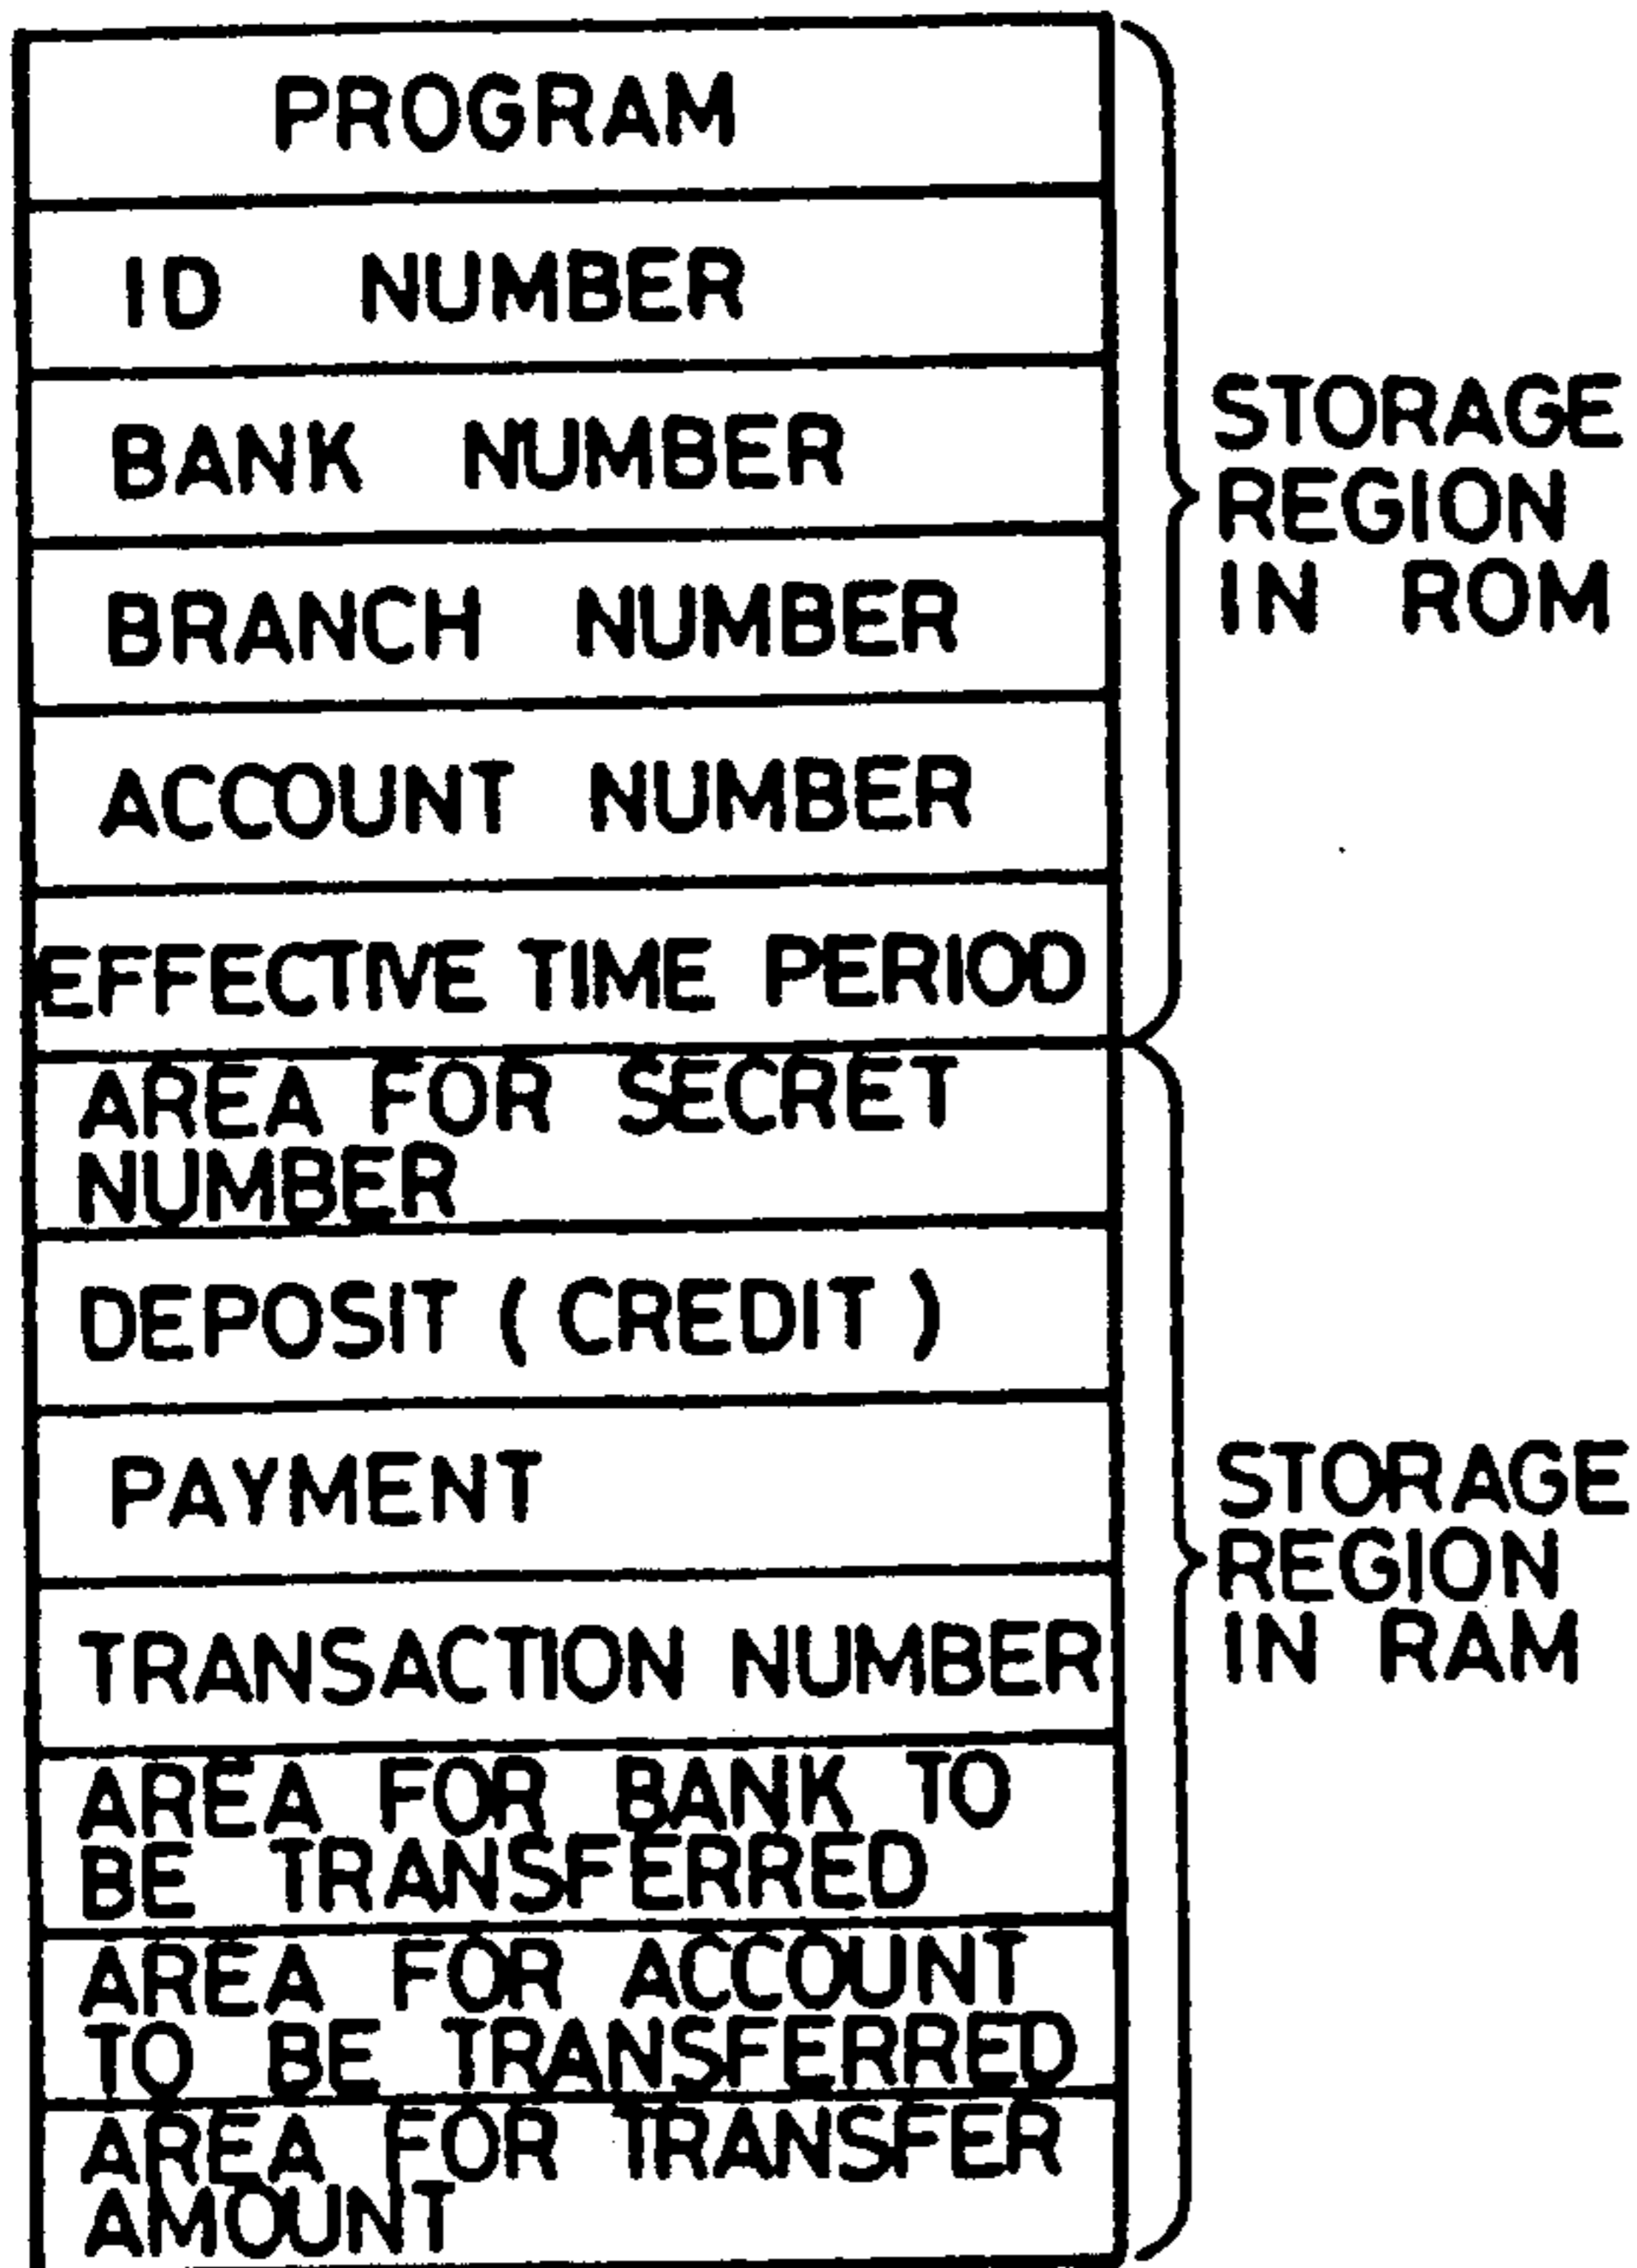 PROGRAM
ID NUMBER
BANK NUMBER
BRANCH NUMBER
ACCOUNT NUMBER
EFFECTIVE TIME PERIOD
STORAGE
REGION
IN ROM
AREA FOR SECRET
NUMBER
DEPOSIT (CREDIT)
PAYMENT
TRANSACTION NUMBER
AREA FOR BANK TO
BE TRANSFERRED
AREA FOR ACCOUNT
TO BE TRANSFERRED
AREA FOR TRANSFER
AMOUNT
STORAGE
REGION
IN RAM